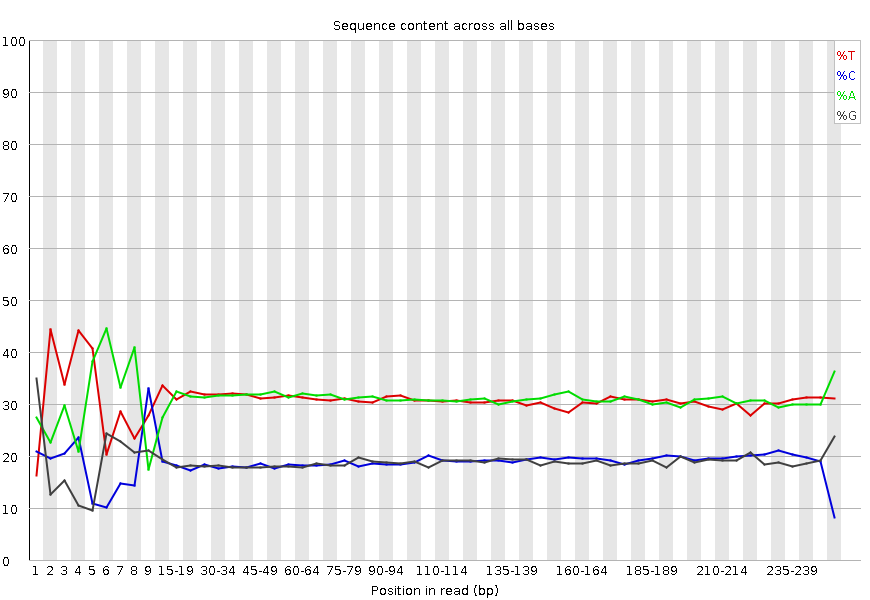 Sequence content across all bases
100
90
80
70
60
50
40
30
20
10
0
%T
%C
%A
%G
1 2 3 4 5 6 7 8 9 15-19 30-34 45-49 60-64 75-79 90-94 110-114 135-139 160-164 185-189 210-214 235-239
Position in read (bp)